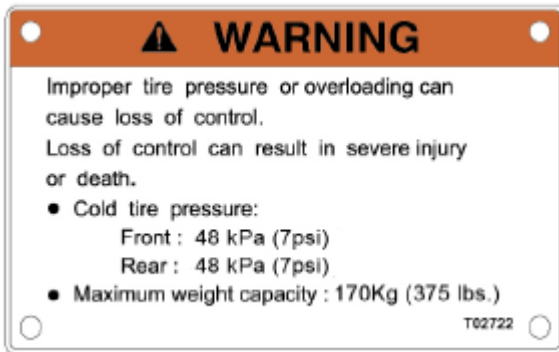 WARNING
Improper tire pressure or overloading can
cause loss of control.
Loss of control can result in severe injury
or death.
• Cold tire pressure:
Front : 48 kPa (7psi)
Rear : 48 kPa (7psi)
• Maximum weight capacity : 170Kg (375 lbs.)
T02722